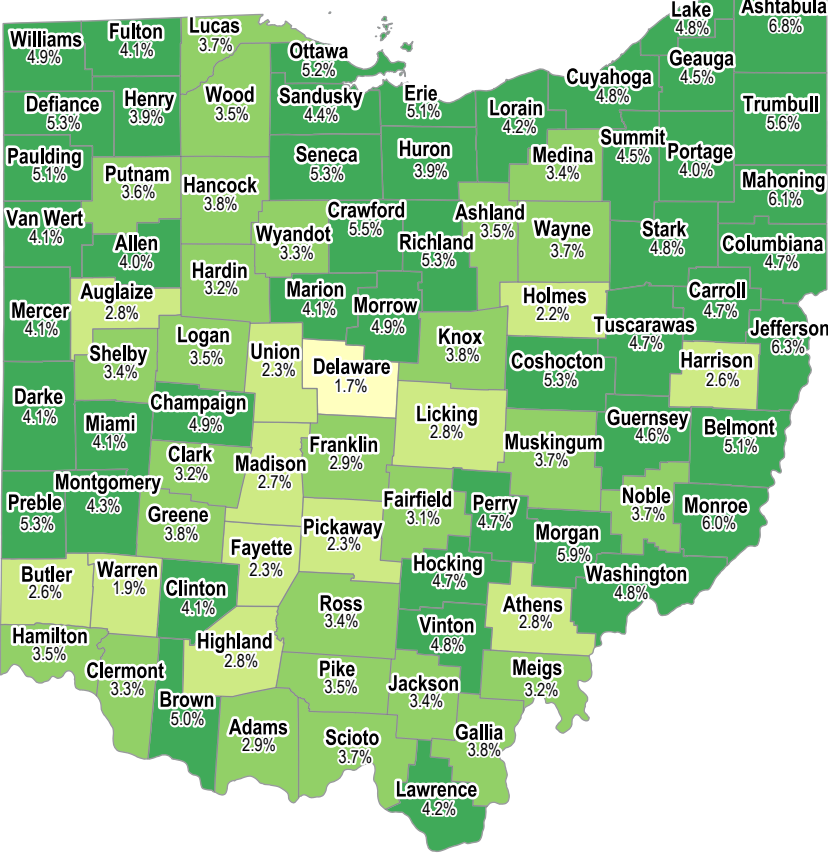 Lake
4.8%
Ashtabula
6.8%
Williams
4.9%
Fulton
4.1%
Lucas
3.7%
Ottawa
5.2%
Geauga
4.5%
Cuyahoga
4.8%
Defiance
5.3%
Henry
3.9%
Wood
3.5%
Sandusky
4.4%
Erie
5.1%
Lorain
4.2%
Trumbull
5.6%
Paulding
5.1%
Putnam
3.6%
Hancock
3.8%
Seneca
5.3%
Huron
3.9%
Medina
3.4%
Summit
4.5%
Portage
4.0%
Mahoning
6.1%
Van Wert
4.1%
Allen
4.0%
Wyandot
3.3%
Crawford
5.5%
Richland
5.3%
Ashland
3.5%
Wayne
3.7%
Stark
4.8%
Columbiana
4.7%
Mercer
4.1%
Auglaize
2.8%
Hardin
3.2%
Marion
4.1%
Morrow
4.9%
Holmes
2.2%
Carroll
4.7%
Tuscarawas
4.7%
Jefferson
6.3%
Shelby
3.4%
Logan
3.5%
Union
2.3%
Delaware
1.7%
Knox
3.8%
Coshocton
5.3%
Harrison
2.6%
Darke
4.1%
Miami
4.1%
Champaign
4.9%
Licking
2.8%
Muskingum
3.7%
Guernsey
4.6%
Belmont
5.1%
Clark
3.2%
Madison
2.7%
Franklin
2.9%
Preble
5.3%
Montgomery
4.3%
Greene
3.8%
Fayette
2.3%
Pickaway
2.3%
Fairfield
3.1%
Perry
4.7%
Morgan
5.9%
Noble
3.7%
Monroe
6.0%
Butler
2.6%
Warren
1.9%
Clinton
4.1%
Ross
3.4%
Hocking
4.7%
Athens
2.8%
Washington
4.8%
Hamilton
3.5%
Clermont
3.3%
Highland
2.8%
Vinton
4.8%
Brown
5.0%
Adams
2.9%
Pike
3.5%
Jackson
3.4%
Meigs
3.2%
Scioto
3.7%
Gallia
3.8%
Lawrence
4.2%